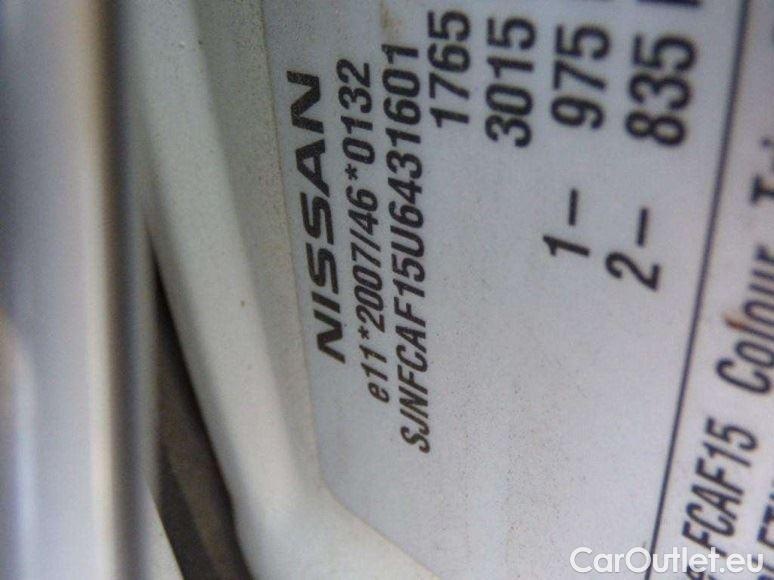 NISSAN
e11*2007/46*0132
SJNFCAF15U6431601
1765
3015
1- 975
2- 835
FCAF15 Colour
CarOutlet.eu